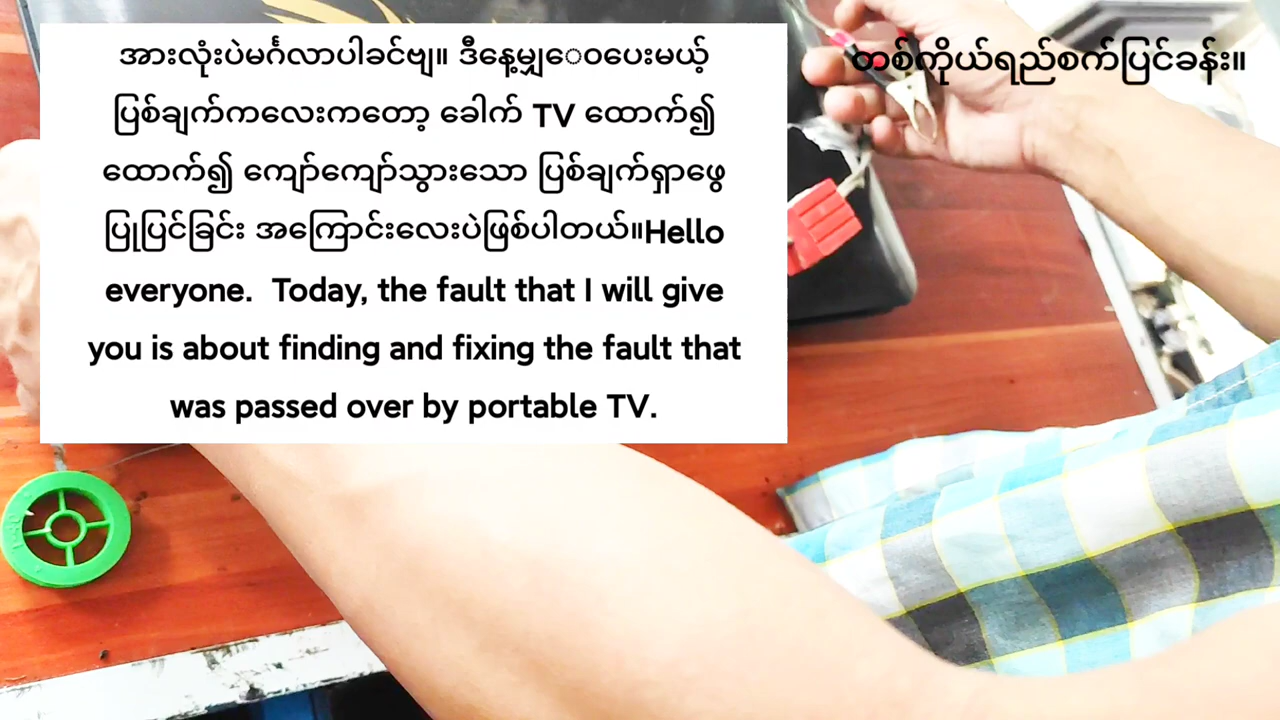 အားလုံးပဲမင်္ဂလာပါခင်ဗျ။ ဒီနေ့မျှဝေပေးမယ့်
ပြစ်ချက်ကလေးကတော့ ခေါက် TV ထောက်၍
ထောက်၍ ကျော်ကျော်သွားသော ပြစ်ချက်ရှာဖွေ
ပြုပြင်ခြင်း အကြောင်းလေးပဲဖြစ်ပါတယ်။Hello
everyone.  Today, the fault that I will give
you is about finding and fixing the fault that
was passed over by portable TV.
တစ်ကိုယ်ရည်စက်ပြင်ခန်း။